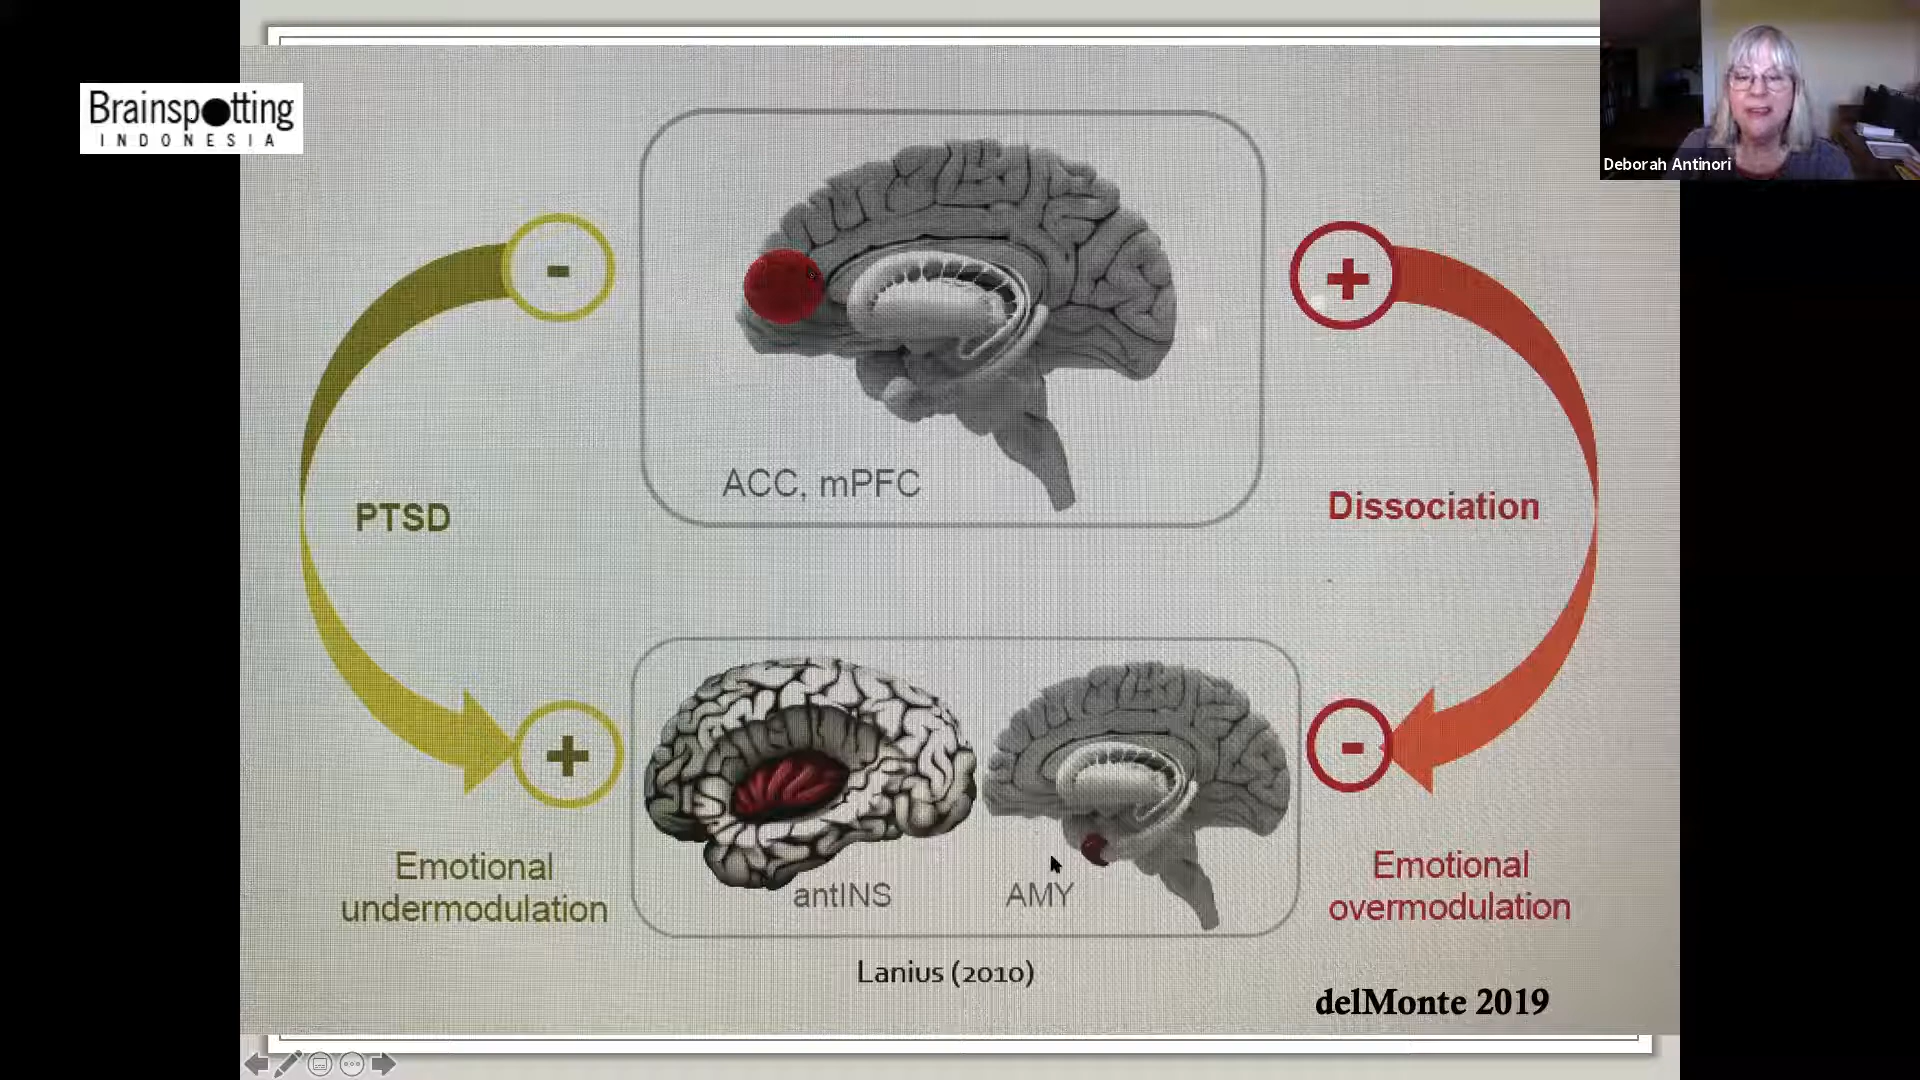 Brainspotting
INDONESIA
Deborah Antinori
-
+
ACC, mPFC
PTSD
Dissociation
+
-
Emotional
undermodulation
antINS
AMY
Emotional
overmodulation
Lanius (2010)
delMonte 2019